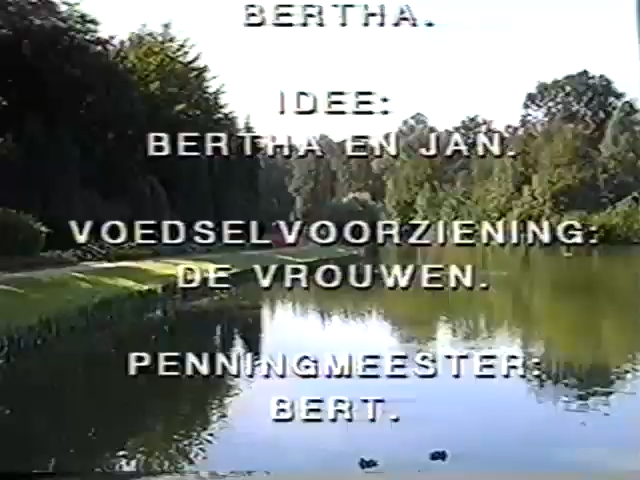 BERTHA.
IDEE:
BERTHA EN JAN.
VOEDSELVOORZIENING:
DE VROUWEN.
PENNINGMEESTER:
BERT.